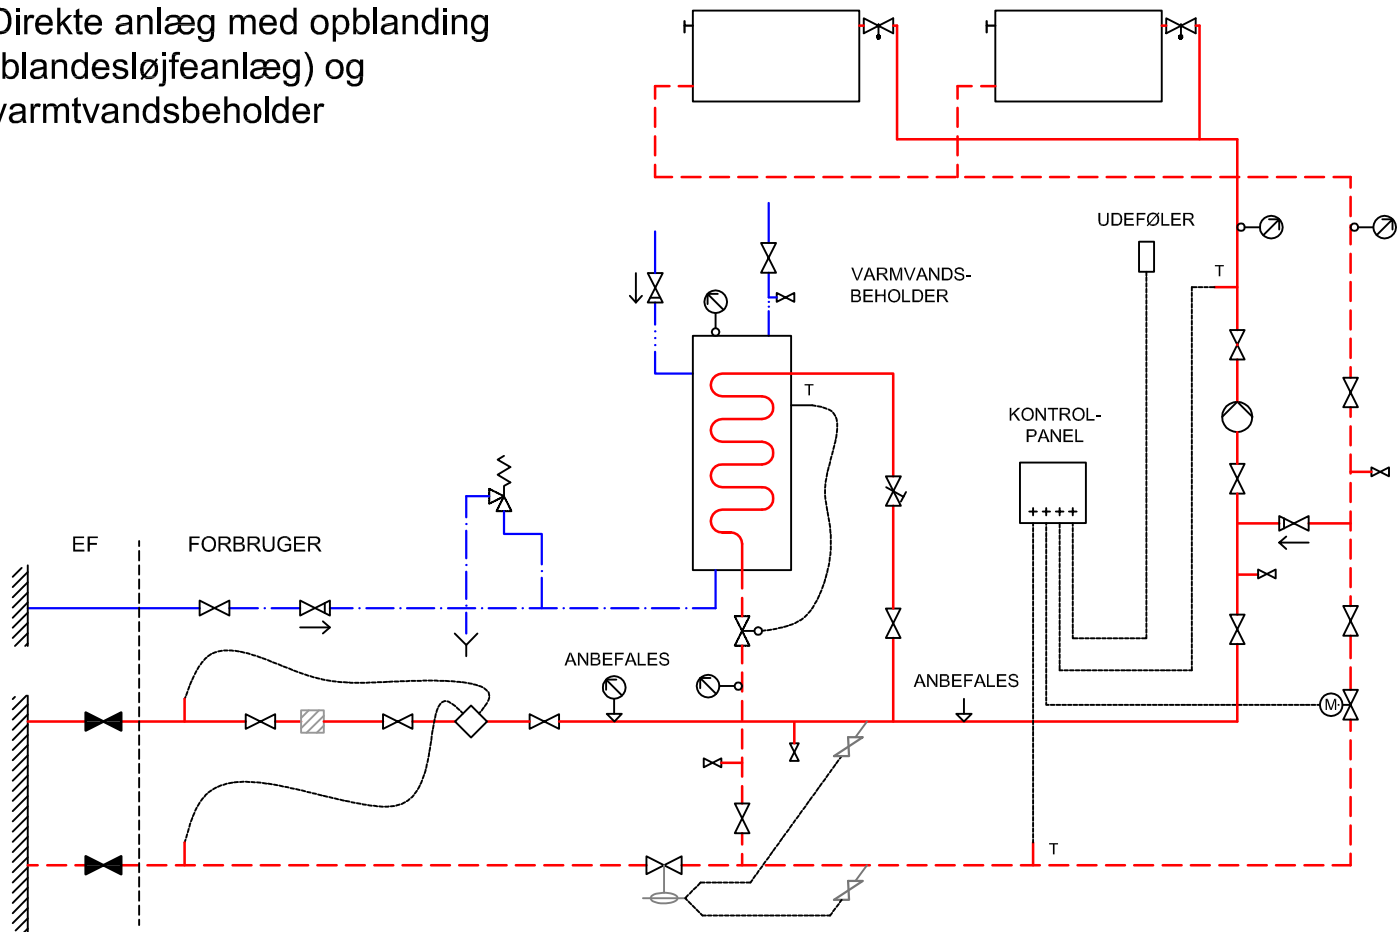 Direkte anlæg med opblanding
(blandesløjfeanlæg) og
varmtvandsbeholder
UDEFØLER
T
VARMVANDS-
BEHOLDER
T
KONTROL-
PANEL
++++
EF
FORBRUGER
ANBEFALES
ANBEFALES
M
T